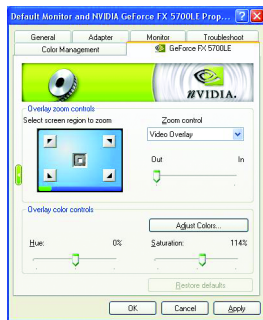 Default Monitor and NVIDIA GeForce FX 5700LE Prop...
General Adapter Monitor Troubleshoot
Color Management GeForce FX 5700LE
NVIDIA.
Overlay zoom controls
Select screen region to zoom
Zoom control
Video Overlay
Out In
Overlay color controls
Adjust Colors...
Hue: 0% Saturation: 114%
Restore defaults
OK Cancel Apply